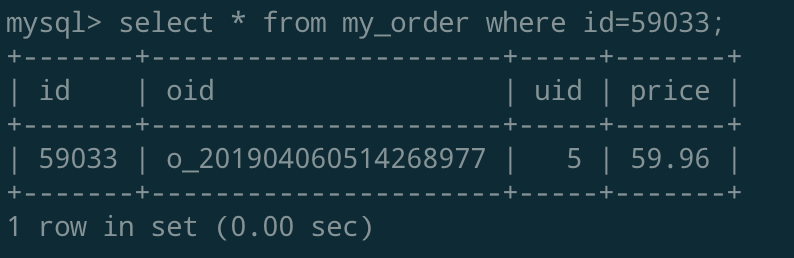 mysql> select * from my_order where id=59033;
+-------+----------------------+-----+-------+
| id    | oid                  | uid | price |
+-------+----------------------+-----+-------+
| 59033 | o_201904060514268977 |   5 | 59.96 |
+-------+----------------------+-----+-------+
1 row in set (0.00 sec)